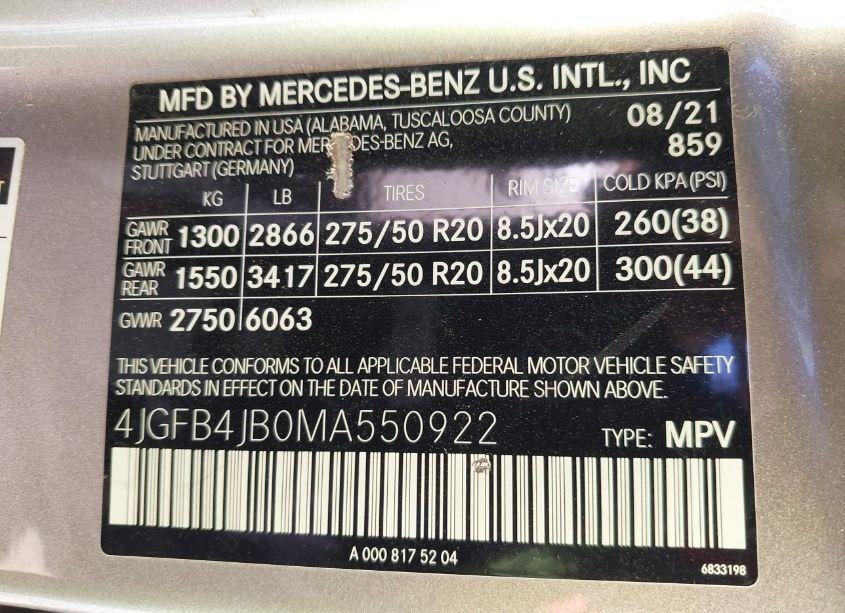 MFD BY MERCEDES-BENZ U.S. INTL., INC
MANUFACTURED IN USA (ALABAMA, TUSCALOOSA COUNTY) 08/21
UNDER CONTRACT FOR MERCEDES-BENZ AG, 859
STUTTGART (GERMANY)
KG LB TIRES RIM SIZE COLD KPA (PSI)
GAWR FRONT 1300 2866 275/50 R20 8.5Jx20 260(38)
GAWR REAR 1550 3417 275/50 R20 8.5Jx20 300(44)
GVWR 2750 6063
THIS VEHICLE CONFORMS TO ALL APPLICABLE FEDERAL MOTOR VEHICLE SAFETY
STANDARDS IN EFFECT ON THE DATE OF MANUFACTURE SHOWN ABOVE.
4JGFB4JB0MA550922 TYPE: MPV
A 000 817 52 04
6833198